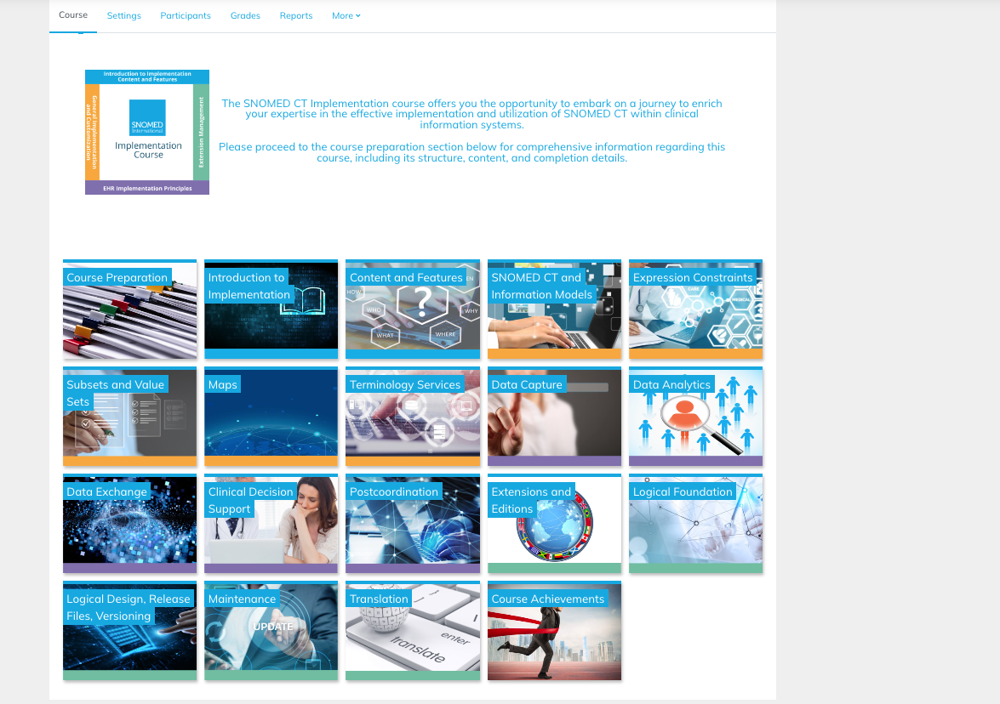 Course Settings Participants Grades Reports More
Introduction to Implementation
Content and Features
General Implementation
and Customization
SNOMED
International
Implementation
Course
Extension Management
EHR Implementation Principles
The SNOMED CT Implementation course offers you the opportunity to embark on a journey to enrich
your expertise in the effective implementation and utilization of SNOMED CT within clinical
information systems.
Please proceed to the course preparation section below for comprehensive information regarding this
course, including its structure, content, and completion details.
Course Preparation
Introduction to
Implementation
Content and Features
EN
HOW
?
WHO
WHY
WHAT
WHERE
SNOMED CT and
Information Models
Expression Constraints
CARE
MEDICAL
Subsets and Value
Sets
Maps
Terminology Services
Data Capture
Data Analytics
Data Exchange
Clinical Decision
Support
Postcoordination
Extensions and
Editions
Logical Foundation
Logical Design, Release
Files, Versioning
Maintenance
UPDATE
Translation
enter
translate
Course Achievements